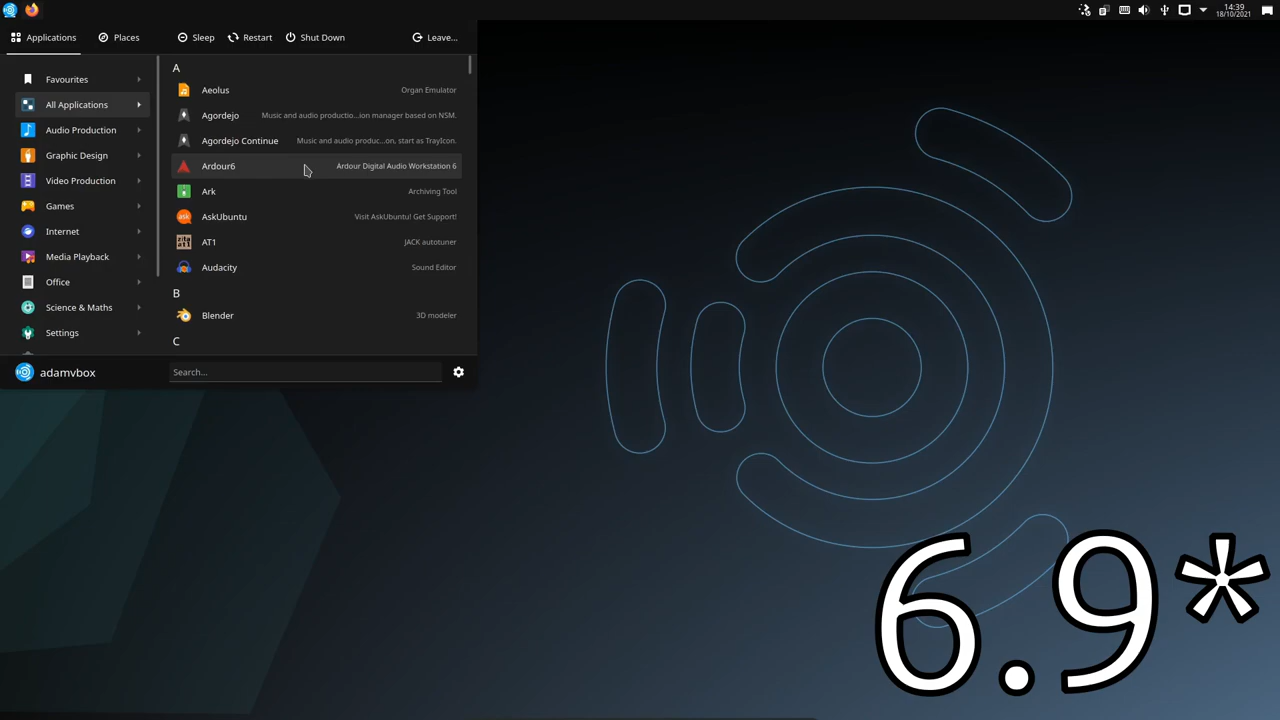 14:39
18/10/2021
Applications
Places
Sleep
Restart
Shut Down
Leave...
Favourites
All Applications
Audio Production
Graphic Design
Video Production
Games
Internet
Media Playback
Office
Science & Maths
Settings
A
Aeolus Organ Emulator
Agordejo Music and audio productio...ion manager based on NSM.
Agordejo Continue Music and audio produc...on, start as TrayIcon.
Ardour6 Ardour Digital Audio Workstation 6
Ark Archiving Tool
ask AskUbuntu Visit AskUbuntu! Get Support!
AT1 JACK autotuner
Audacity Sound Editor
B
Blender 3D modeler
C
adamvbox
Search...
6.9*